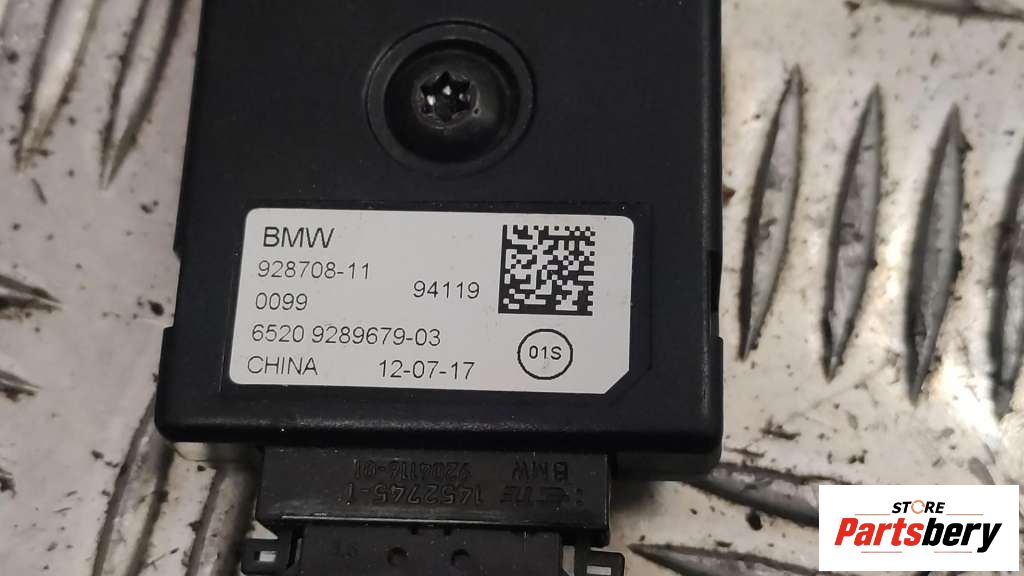 BMW
928708-11
94119
0099
6520 9289679-03
01S
CHINA 12-07-17
BMW
9204116-01
1452745-1
STORE
Partsbery